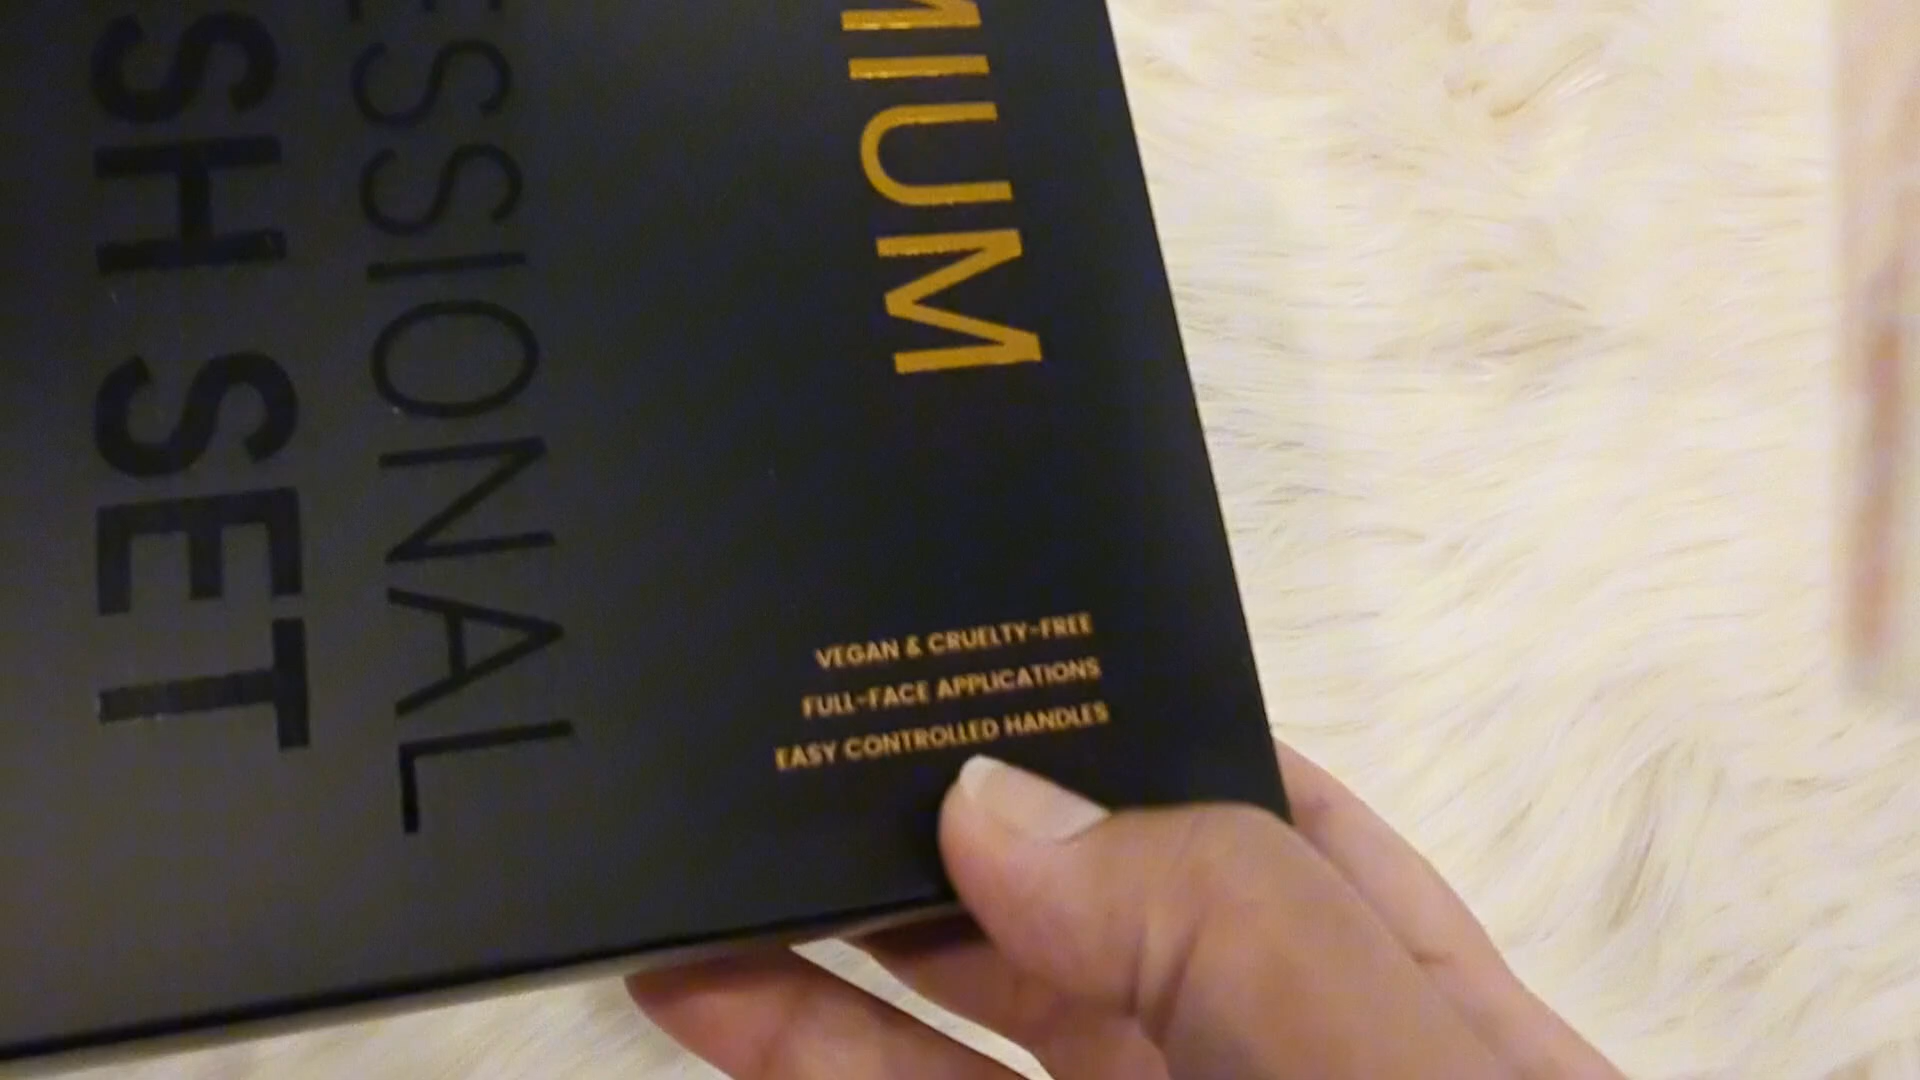 MIUM
ESSIONAL
SH SET
VEGAN & CRUELTY-FREE
FULL-FACE APPLICATIONS
EASY CONTROLLED HANDLES